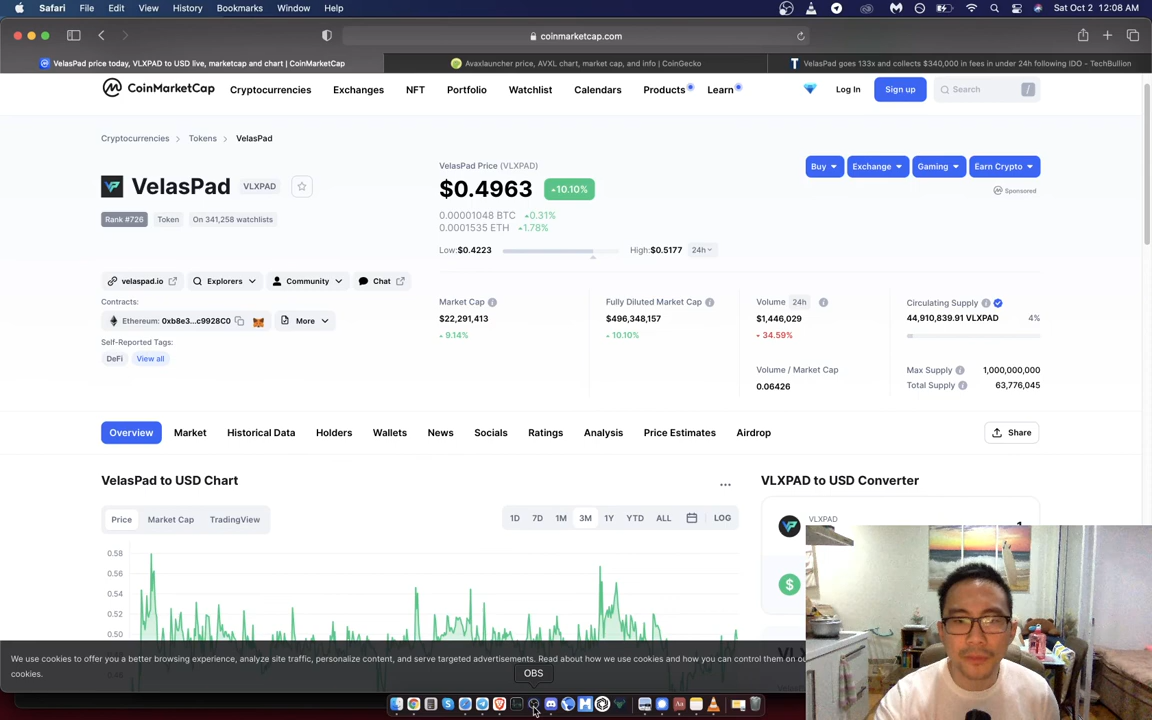 Safari File Edit View History Bookmarks Window Help Sat Oct 2 12:08 AM
coinmarketcap.com
VelasPad price today, VLXPAD to USD live, marketcap and chart | CoinMarketCap
Avaxlauncher price, AVXL chart, market cap, and info | CoinGecko
VelasPad goes 133x and collects $340,000 in fees in under 24h following IDO - TechBullion
CoinMarketCap Cryptocurrencies Exchanges NFT Portfolio Watchlist Calendars Products Learn Log In Sign up Search /
Cryptocurrencies > Tokens > VelasPad
VelasPad VLXPAD
Rank #726 Token On 341,258 watchlists
velaspad.io Explorers Community Chat
Contracts:
Ethereum: 0xb8e3...c9928C0 More
Self-Reported Tags:
DeFi View all
VelasPad Price (VLXPAD)
$0.4963 10.10%
0.00001048 BTC 0.31%
0.0001535 ETH 1.78%
Low:$0.4223 High:$0.5177 24h
Buy Exchange Gaming Earn Crypto
Sponsored
Market Cap
$22,291,413
9.14%
Fully Diluted Market Cap
$496,348,157
10.10%
Volume 24h
$1,446,029
34.59%
Volume / Market Cap
0.06426
Circulating Supply
44,910,839.91 VLXPAD 4%
Max Supply 1,000,000,000
Total Supply 63,776,045
Overview Market Historical Data Holders Wallets News Socials Ratings Analysis Price Estimates Airdrop Share
VelasPad to USD Chart
Price Market Cap TradingView
1D 7D 1M 3M 1Y YTD ALL LOG
0.58
0.56
0.54
0.52
0.50
VLXPAD to USD Converter
VLXPAD
We use cookies to offer you a better browsing experience, analyze site traffic, personalize content, and serve targeted advertisements. Read about how we use cookies and how you can control them on ou
cookies.
OBS